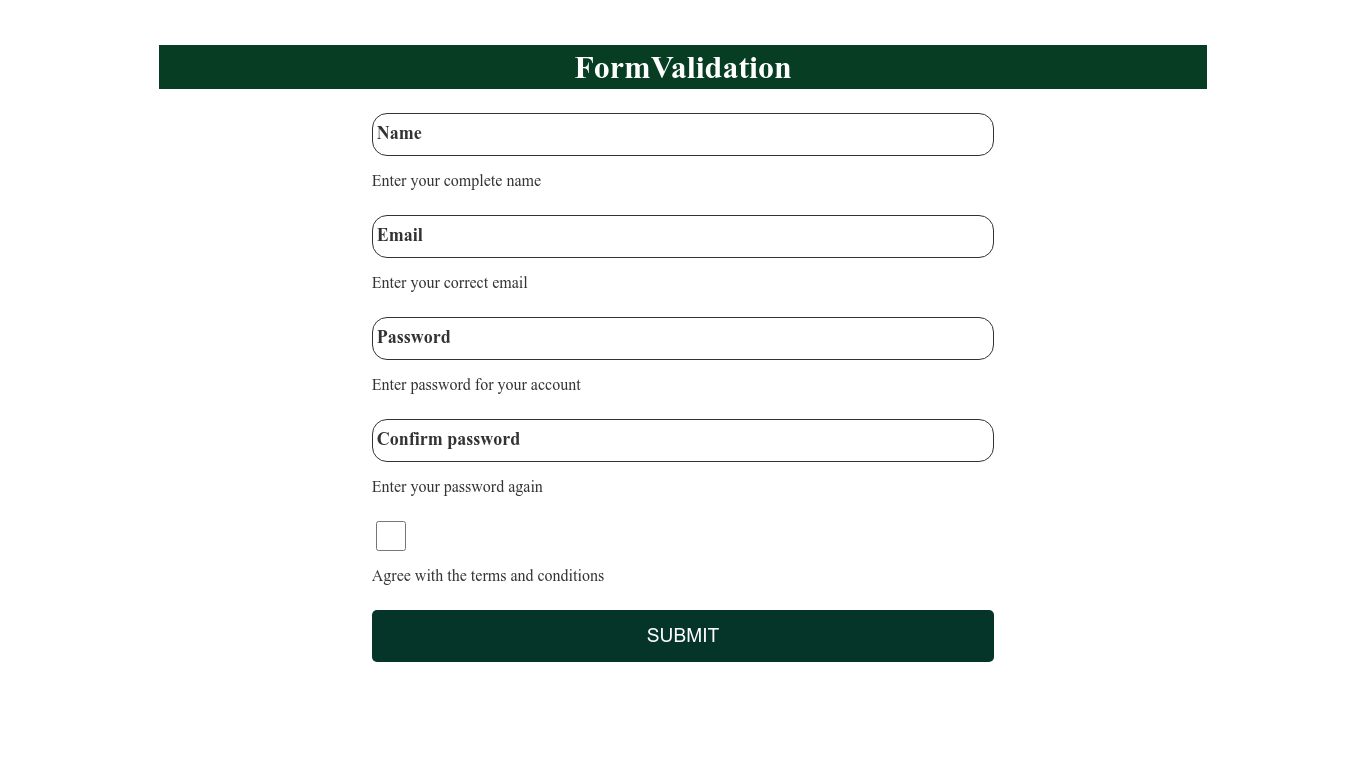 FormValidation
Name
Enter your complete name
Email
Enter your correct email
Password
Enter password for your account
Confirm password
Enter your password again
Agree with the terms and conditions
SUBMIT